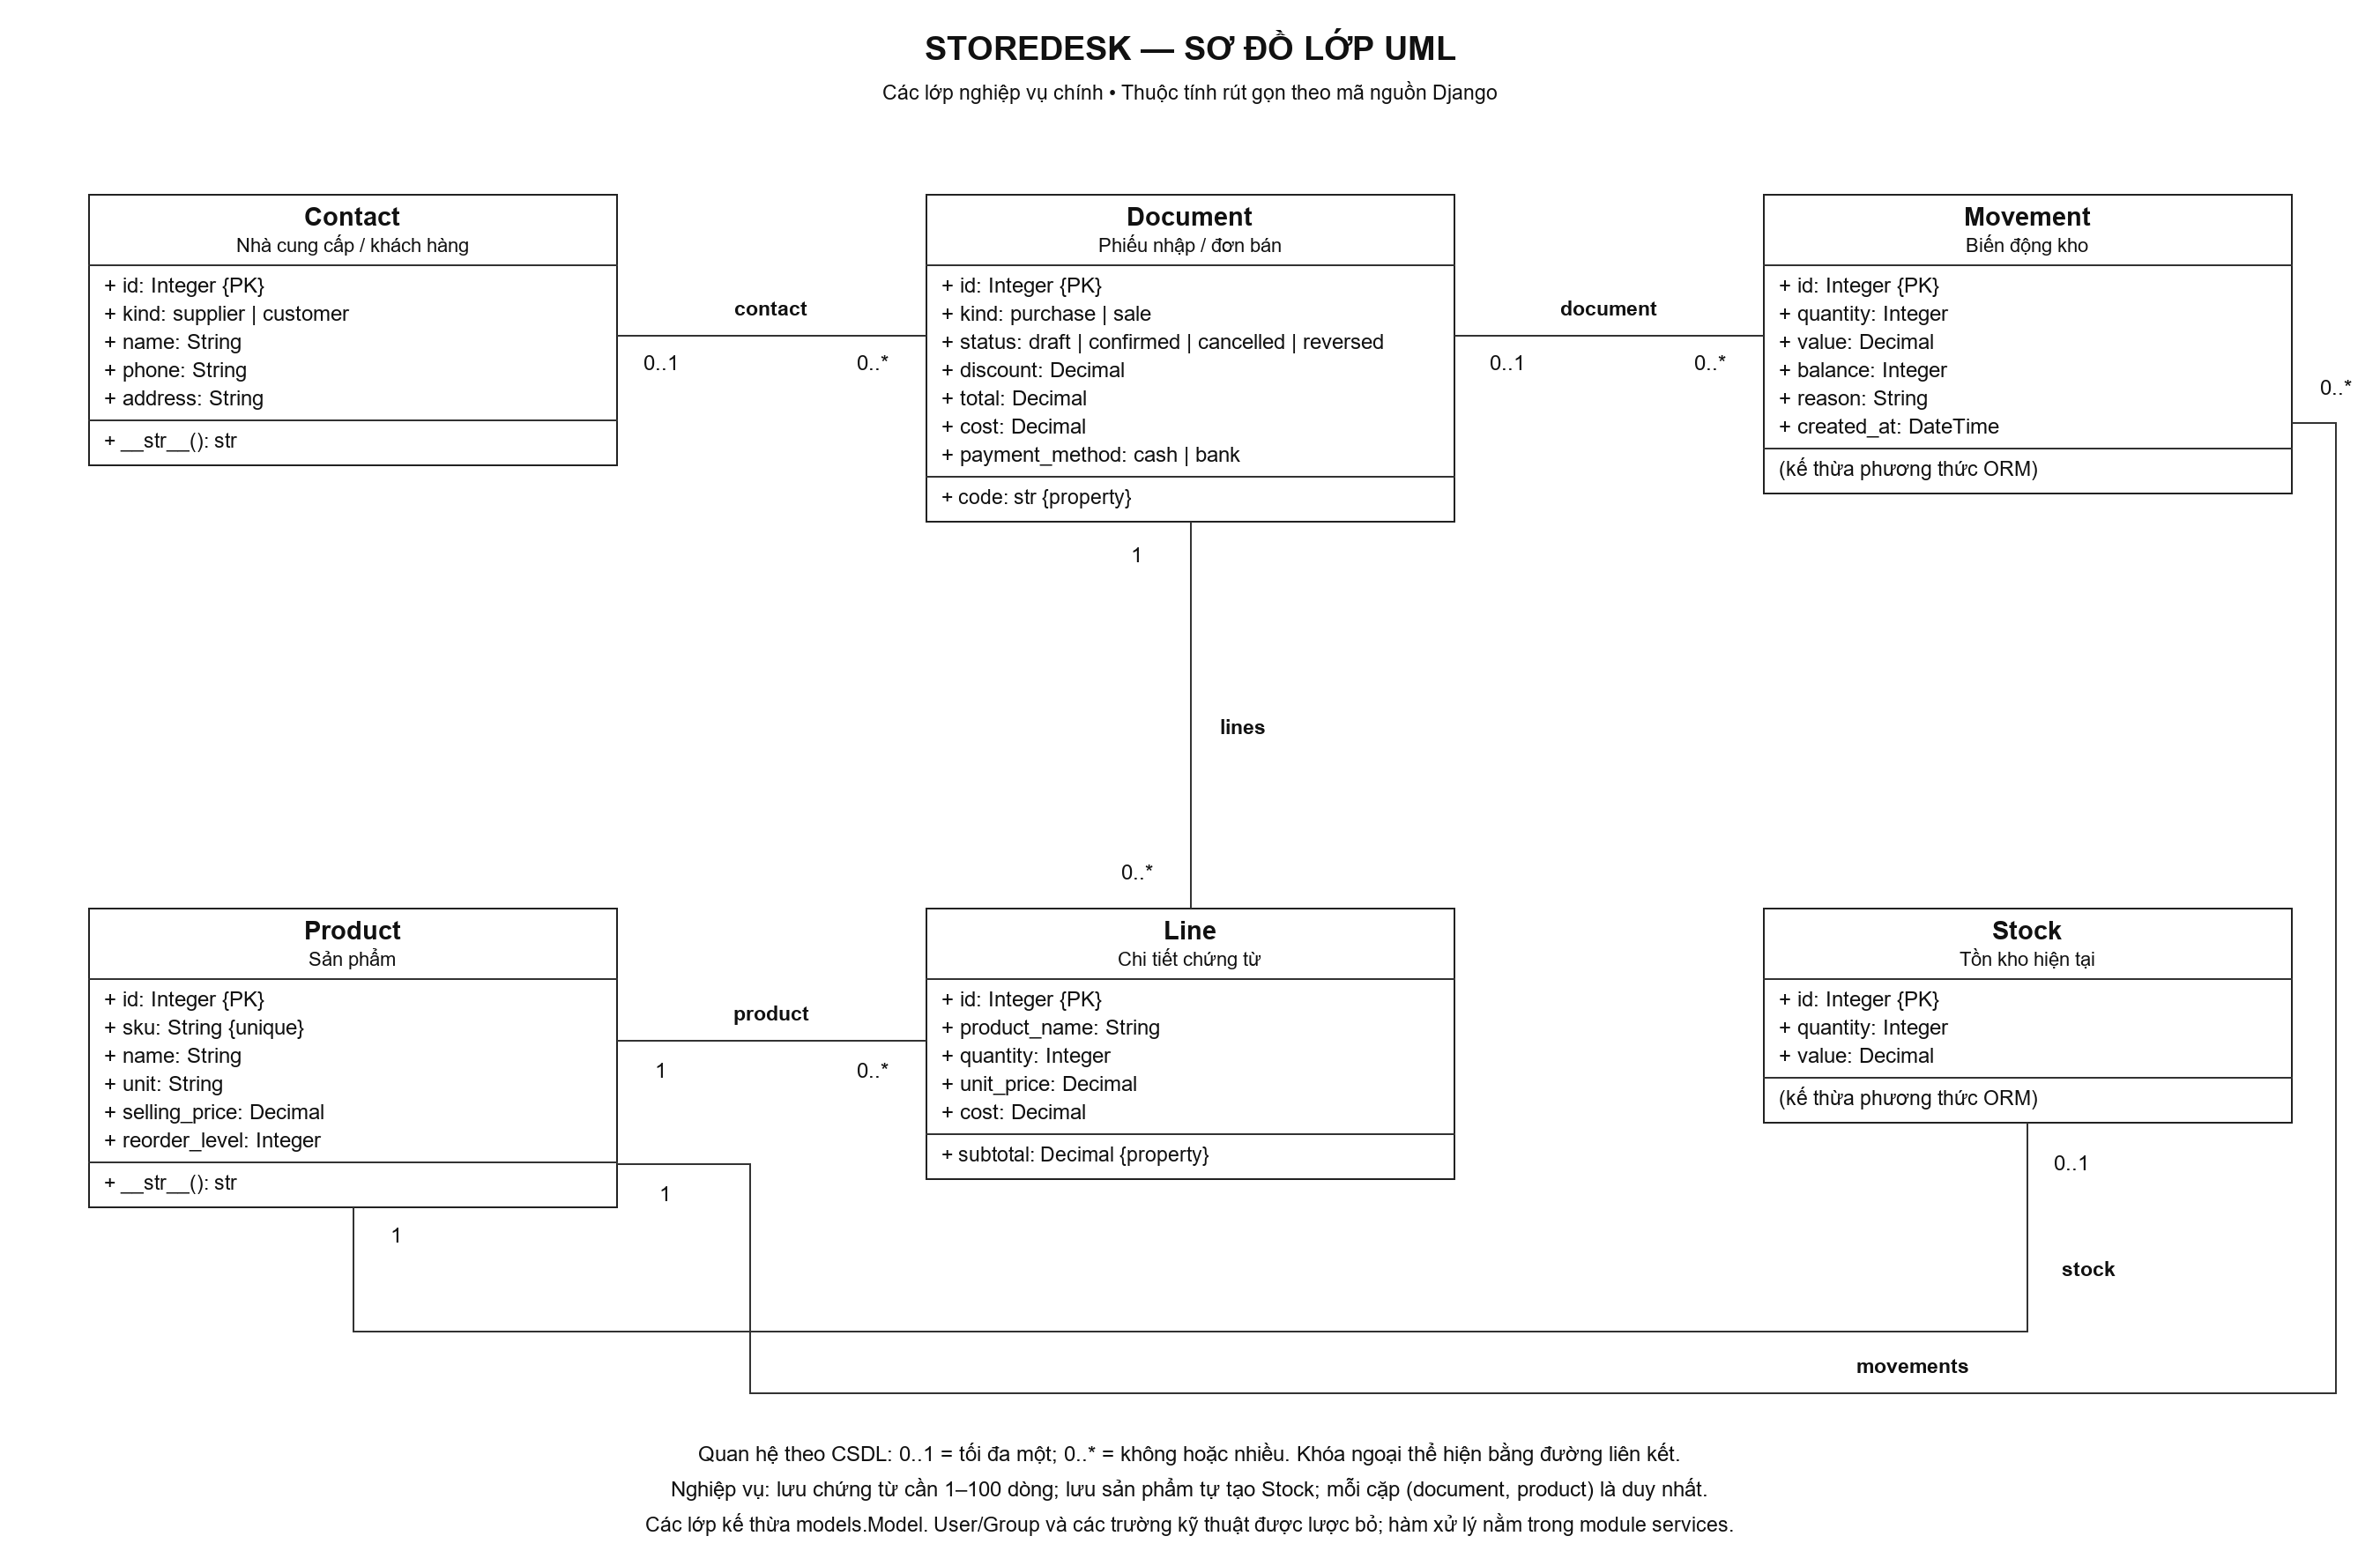 STOREDESK — SƠ ĐỒ LỚP UML
Các lớp nghiệp vụ chính • Thuộc tính rút gọn theo mã nguồn Django
Contact
Nhà cung cấp / khách hàng
+ id: Integer {PK}
+ kind: supplier | customer
+ name: String
+ phone: String
+ address: String
+ __str__(): str
contact
0..1
0..*
Document
Phiếu nhập / đơn bán
+ id: Integer {PK}
+ kind: purchase | sale
+ status: draft | confirmed | cancelled | reversed
+ discount: Decimal
+ total: Decimal
+ cost: Decimal
+ payment_method: cash | bank
+ code: str {property}
document
0..1
0..*
Movement
Biến động kho
+ id: Integer {PK}
+ quantity: Integer
+ value: Decimal
+ balance: Integer
+ reason: String
+ created_at: DateTime
(kế thừa phương thức ORM)
0..*
1
lines
0..*
Product
Sản phẩm
+ id: Integer {PK}
+ sku: String {unique}
+ name: String
+ unit: String
+ selling_price: Decimal
+ reorder_level: Integer
+ __str__(): str
product
1
0..*
Line
Chi tiết chứng từ
+ id: Integer {PK}
+ product_name: String
+ quantity: Integer
+ unit_price: Decimal
+ cost: Decimal
+ subtotal: Decimal {property}
Stock
Tồn kho hiện tại
+ id: Integer {PK}
+ quantity: Integer
+ value: Decimal
(kế thừa phương thức ORM)
1
1
0..1
stock
movements
Quan hệ theo CSDL: 0..1 = tối đa một; 0..* = không hoặc nhiều. Khóa ngoại thể hiện bằng đường liên kết.
Nghiệp vụ: lưu chứng từ cần 1–100 dòng; lưu sản phẩm tự tạo Stock; mỗi cặp (document, product) là duy nhất.
Các lớp kế thừa models.Model. User/Group và các trường kỹ thuật được lược bỏ; hàm xử lý nằm trong module services.